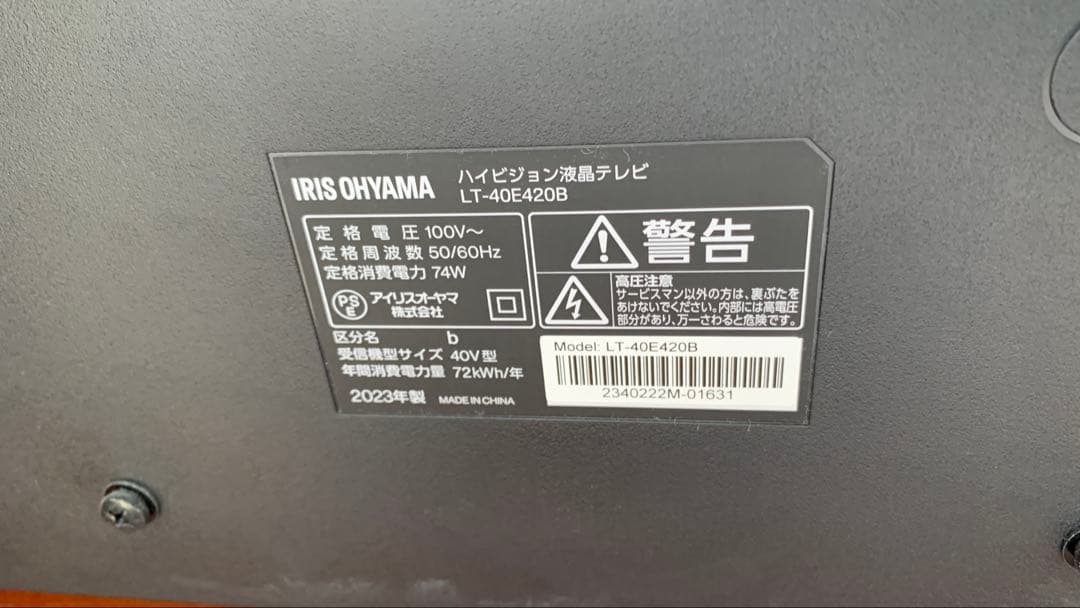 IRIS OHYAMA
ハイビジョン液晶テレビ
LT-40E420B
定格電圧 100V～
定格周波数 50/60Hz
定格消費電力 74W
PS
E
アイリスオーヤマ
株式会社
区分名 b
受信機型サイズ 40V型
年間消費電力量 72kWh/年
2023年製 MADE IN CHINA
警告
高圧注意
サービスマン以外の方は、裏ぶたを
あけないでください。内部には高電圧
部分があり、万一さわると危険です。
Model: LT-40E420B
2340222M-01631